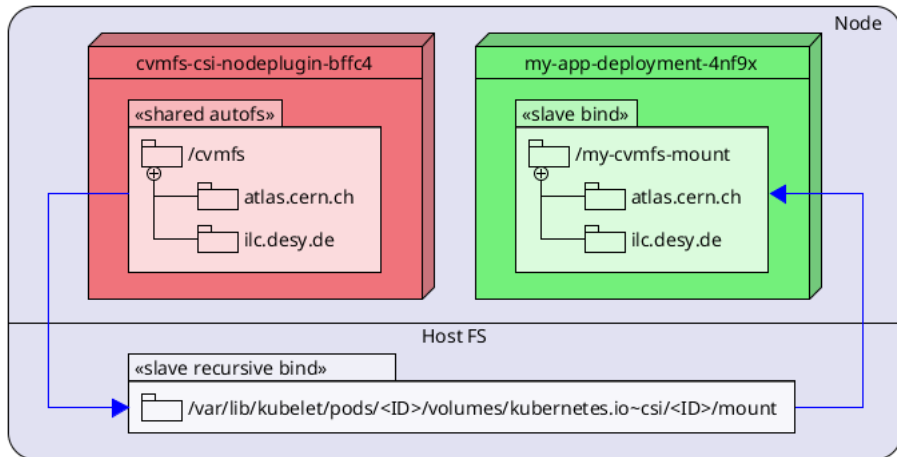 Node
cvmfs-csi-nodeplugin-bffc4
«shared autofs»
/cvmfs
atlas.cern.ch
ilc.desy.de
my-app-deployment-4nf9x
«slave bind»
/my-cvmfs-mount
atlas.cern.ch
ilc.desy.de
Host FS
«slave recursive bind»
/var/lib/kubelet/pods/<ID>/volumes/kubernetes.io~csi/<ID>/mount